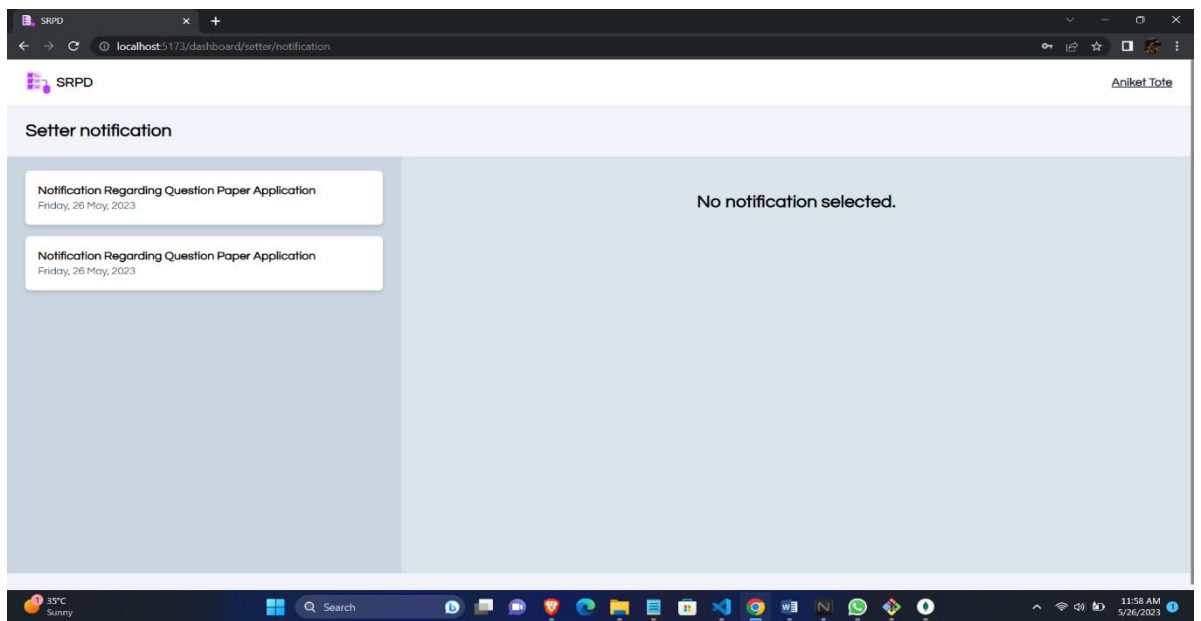 SRPD
localhost:5173/dashboard/setter/notification
SRPD
Aniket Tote
Setter notification
Notification Regarding Question Paper Application
Friday, 26 May, 2023
No notification selected.
Notification Regarding Question Paper Application
Friday, 26 May, 2023
1
35°C
Sunny
Search
11:58 AM
5/26/2023
1